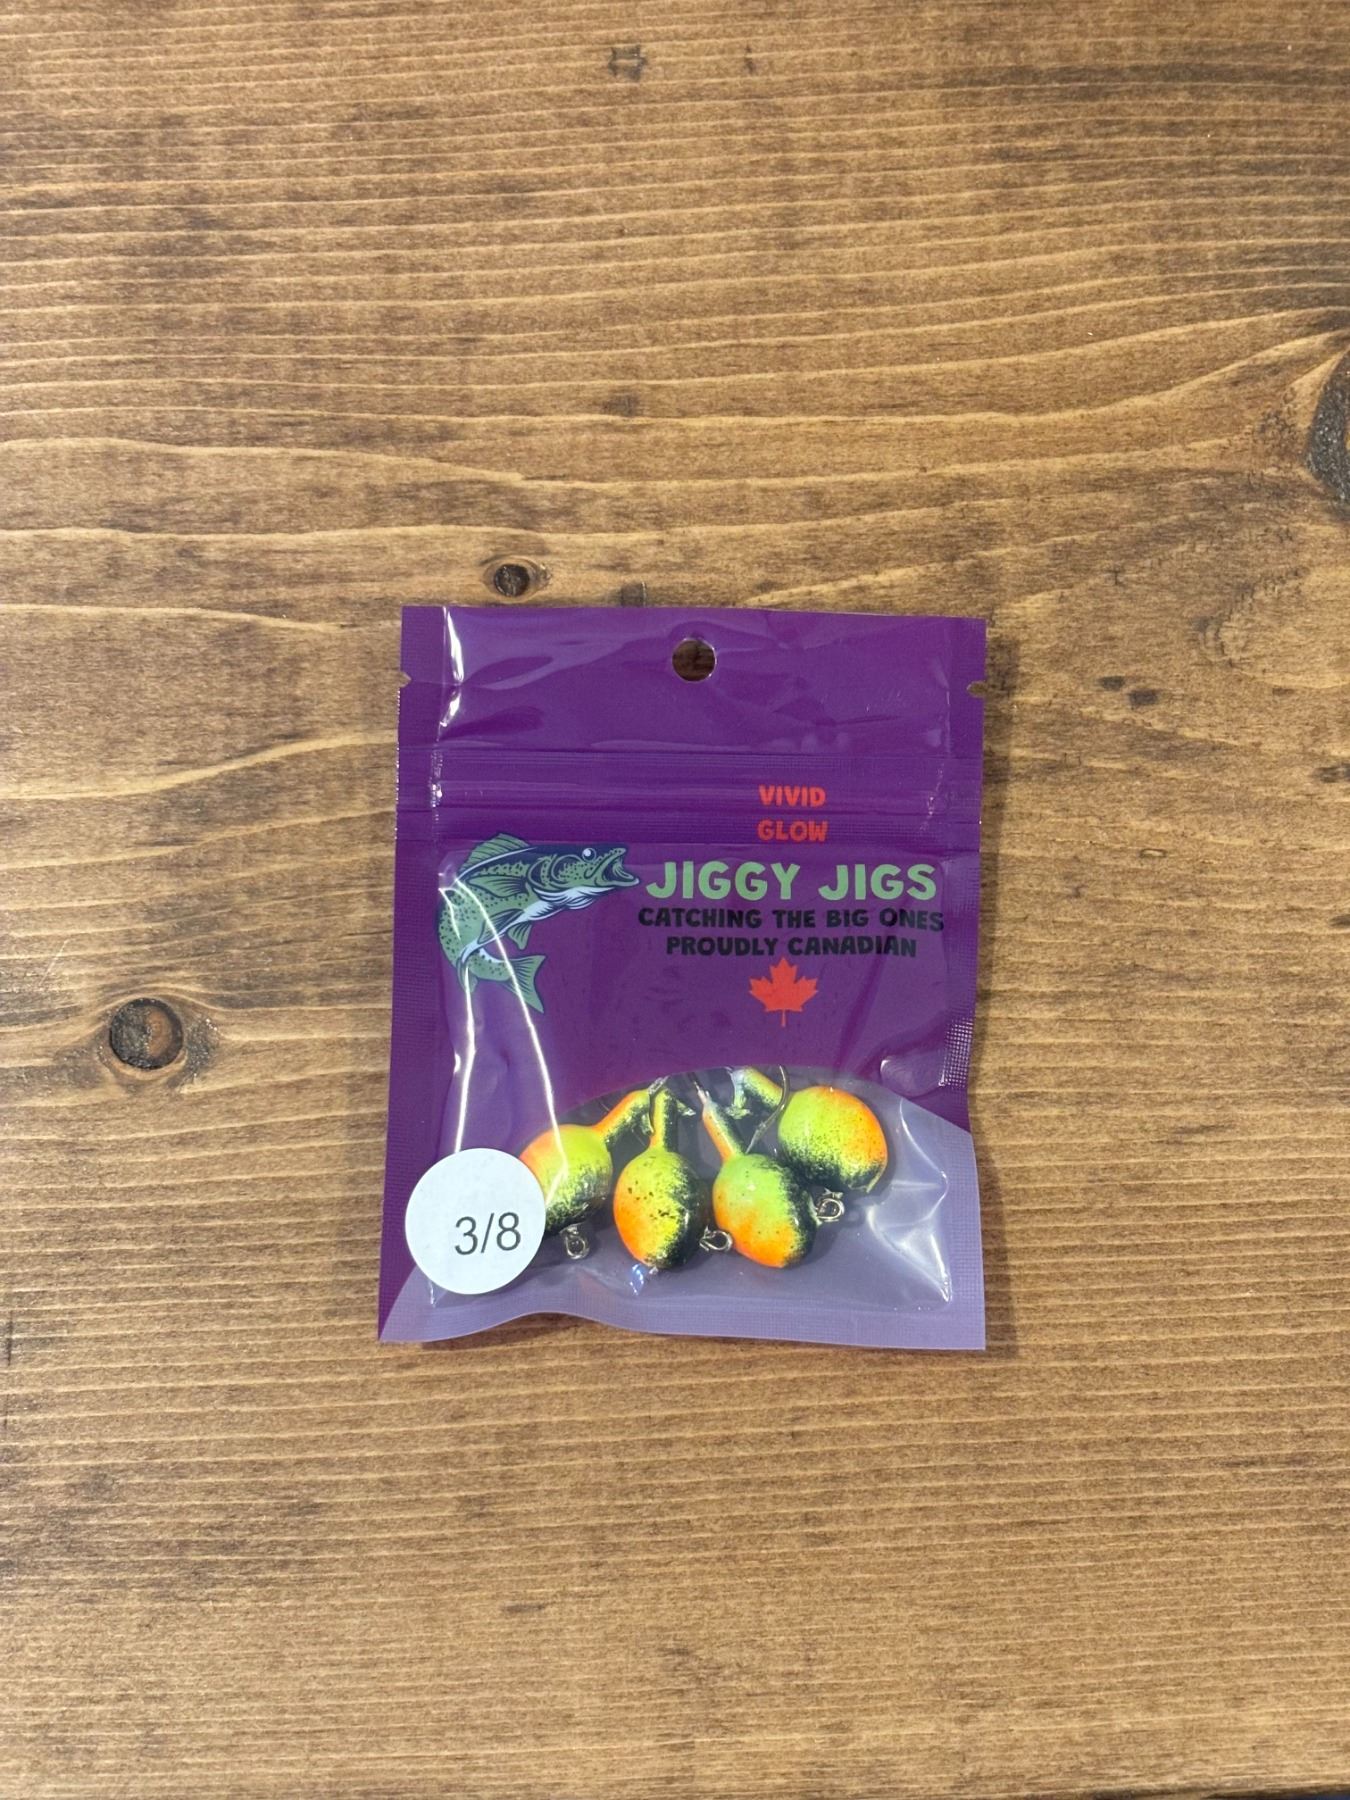 VIVID
GLOW
JIGGY JIGS
CATCHING THE BIG ONES
PROUDLY CANADIAN
3/8